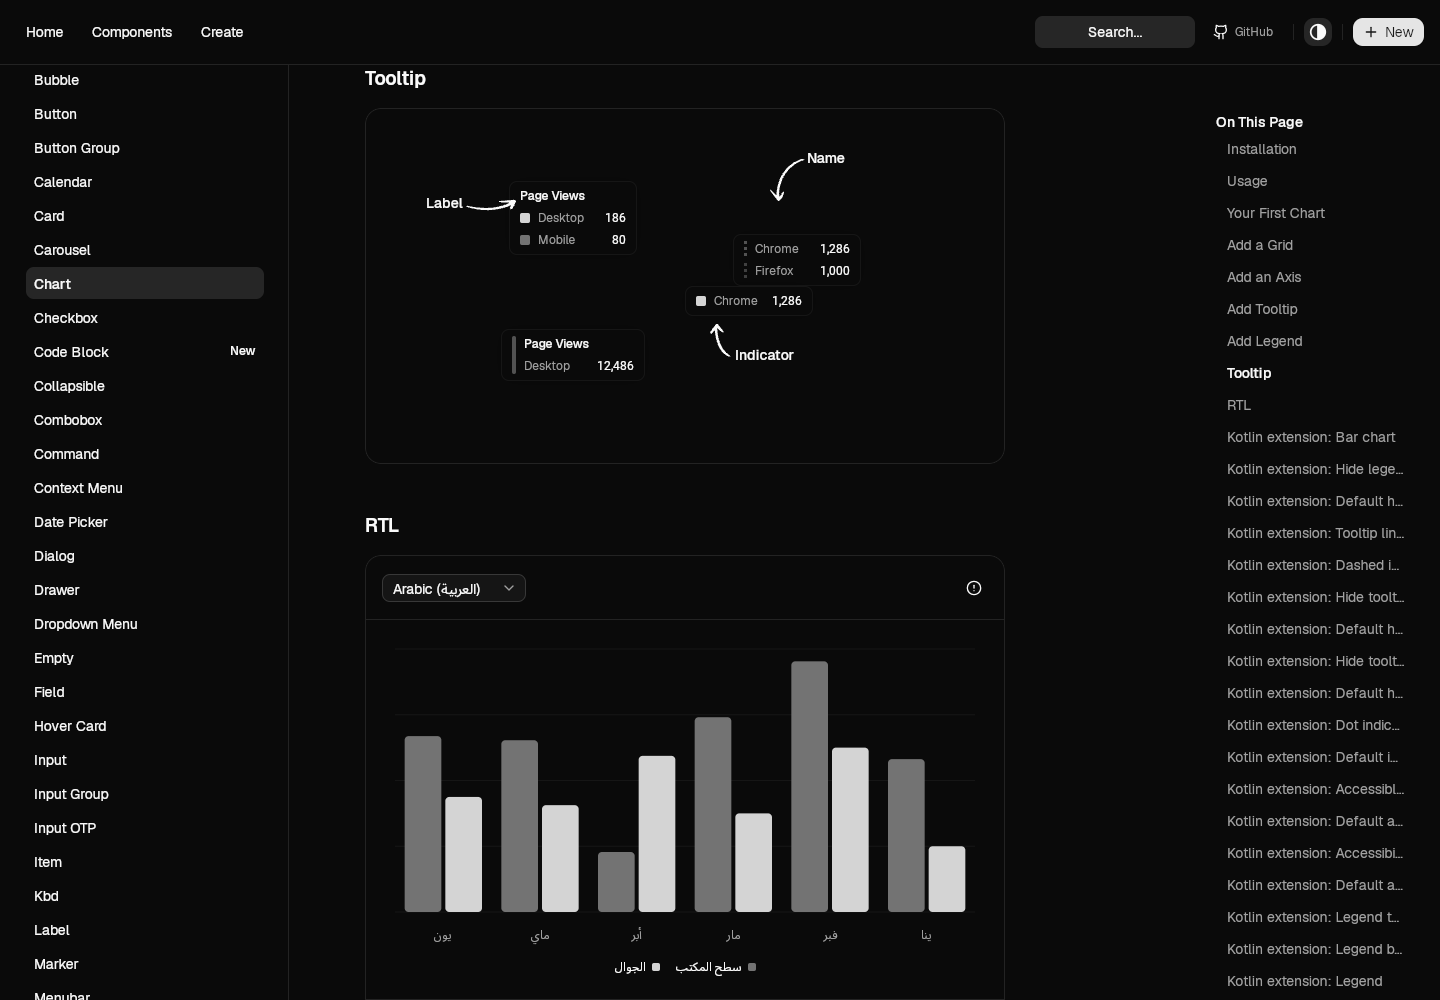 Home
Components
Create
Search...
GitHub
New
Bubble
Button
Button Group
Calendar
Card
Carousel
Chart
Checkbox
Code Block
New
Collapsible
Combobox
Command
Context Menu
Date Picker
Dialog
Drawer
Dropdown Menu
Empty
Field
Hover Card
Input
Input Group
Input OTP
Item
Kbd
Label
Marker
Menubar
Tooltip
Name
Label
Page Views
Desktop 186
Mobile 80
Chrome 1,286
Firefox 1,000
Chrome 1,286
Page Views
Desktop 12,486
Indicator
RTL
Arabic (العربية)
يون
ماي
أبر
مار
فبر
ينا
سطح المكتب
الجوال
On This Page
Installation
Usage
Your First Chart
Add a Grid
Add an Axis
Add Tooltip
Add Legend
Tooltip
RTL
Kotlin extension: Bar chart
Kotlin extension: Hide lege...
Kotlin extension: Default h...
Kotlin extension: Tooltip lin...
Kotlin extension: Dashed i...
Kotlin extension: Hide toolt...
Kotlin extension: Default h...
Kotlin extension: Hide toolt...
Kotlin extension: Default h...
Kotlin extension: Dot indic...
Kotlin extension: Default i...
Kotlin extension: Accessibl...
Kotlin extension: Default a...
Kotlin extension: Accessibi...
Kotlin extension: Default a...
Kotlin extension: Legend t...
Kotlin extension: Legend b...
Kotlin extension: Legend